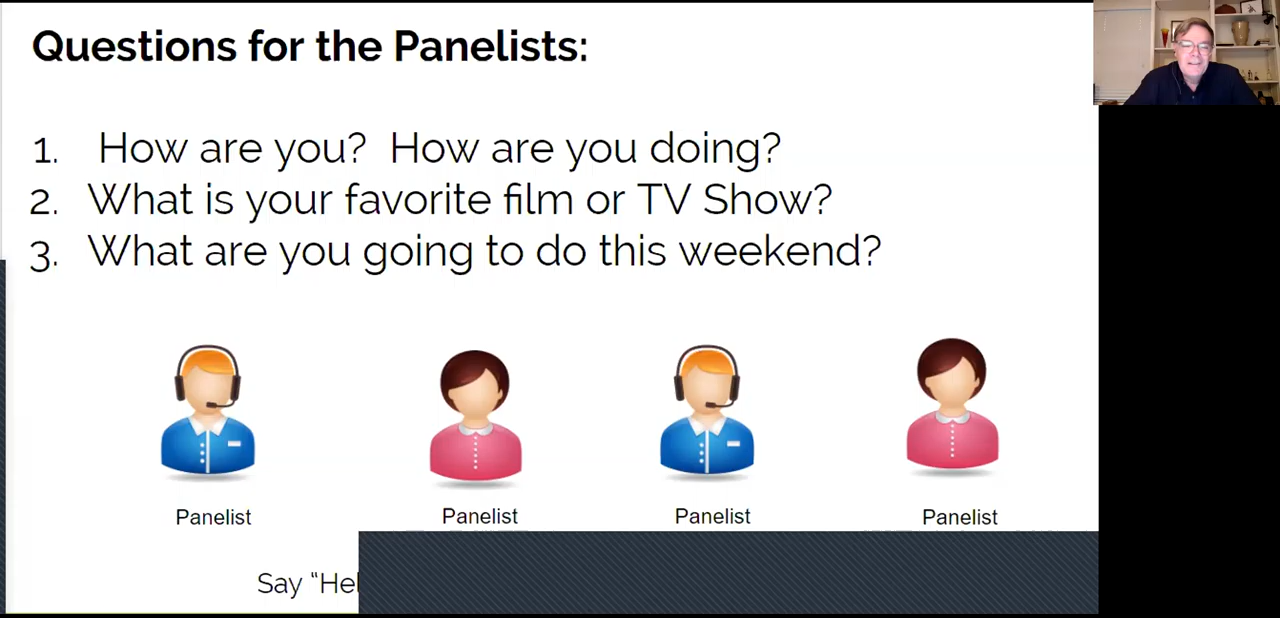 Questions for the Panelists:
1. How are you? How are you doing?
2. What is your favorite film or TV Show?
3. What are you going to do this weekend?
Panelist Panelist Panelist Panelist
Say “Hel